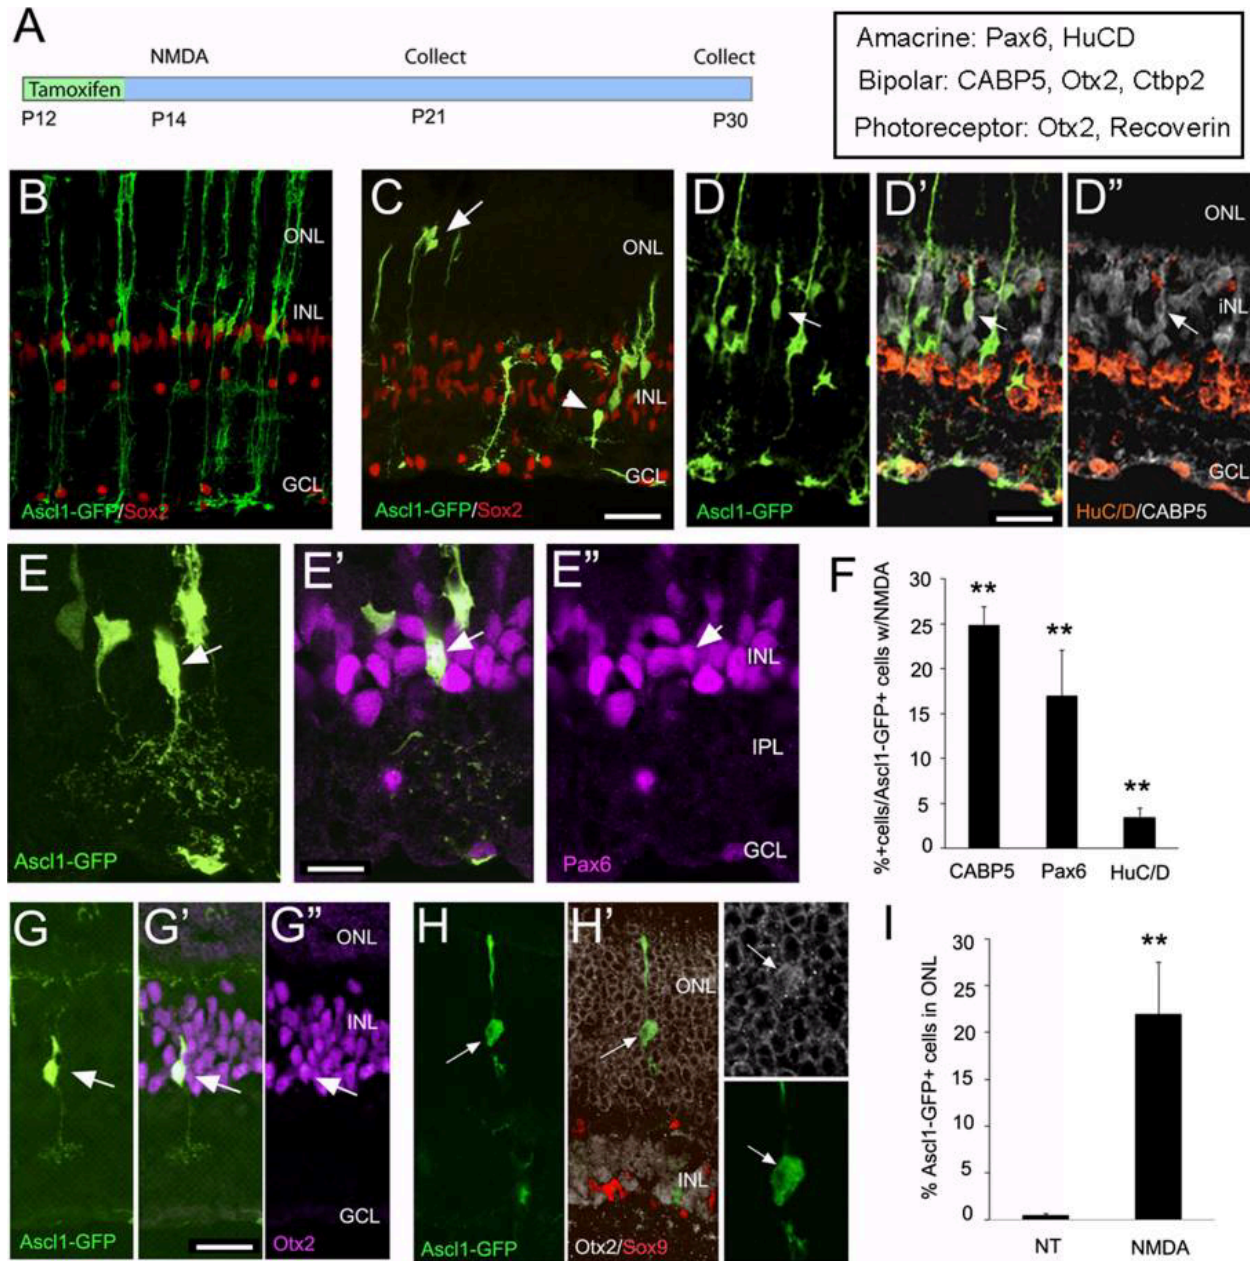 A
NMDA
Collect
Collect
Tamoxifen
P12
P14
P21
P30
Amacrine: Pax6, HuCD
Bipolar: CABP5, Otx2, Ctbp2
Photoreceptor: Otx2, Recoverin
B
ONL
INL
GCL
Ascl1-GFP/Sox2
C
ONL
INL
GCL
Ascl1-GFP/Sox2
D
Ascl1-GFP
D'
D"
ONL
iNL
GCL
HuC/D/CABP5
E
Ascl1-GFP
E'
E"
INL
IPL
GCL
Pax6
F
%+cells/Ascl1-GFP+ cells w/NMDA
30
25
20
15
10
5
0
**
**
**
CABP5
Pax6
HuC/D
G
Ascl1-GFP
G'
G"
ONL
INL
GCL
Otx2
H
Ascl1-GFP
H'
ONL
INL
Otx2/Sox9
I
% Ascl1-GFP+ cells in ONL
30
25
20
15
10
5
0
**
NT
NMDA